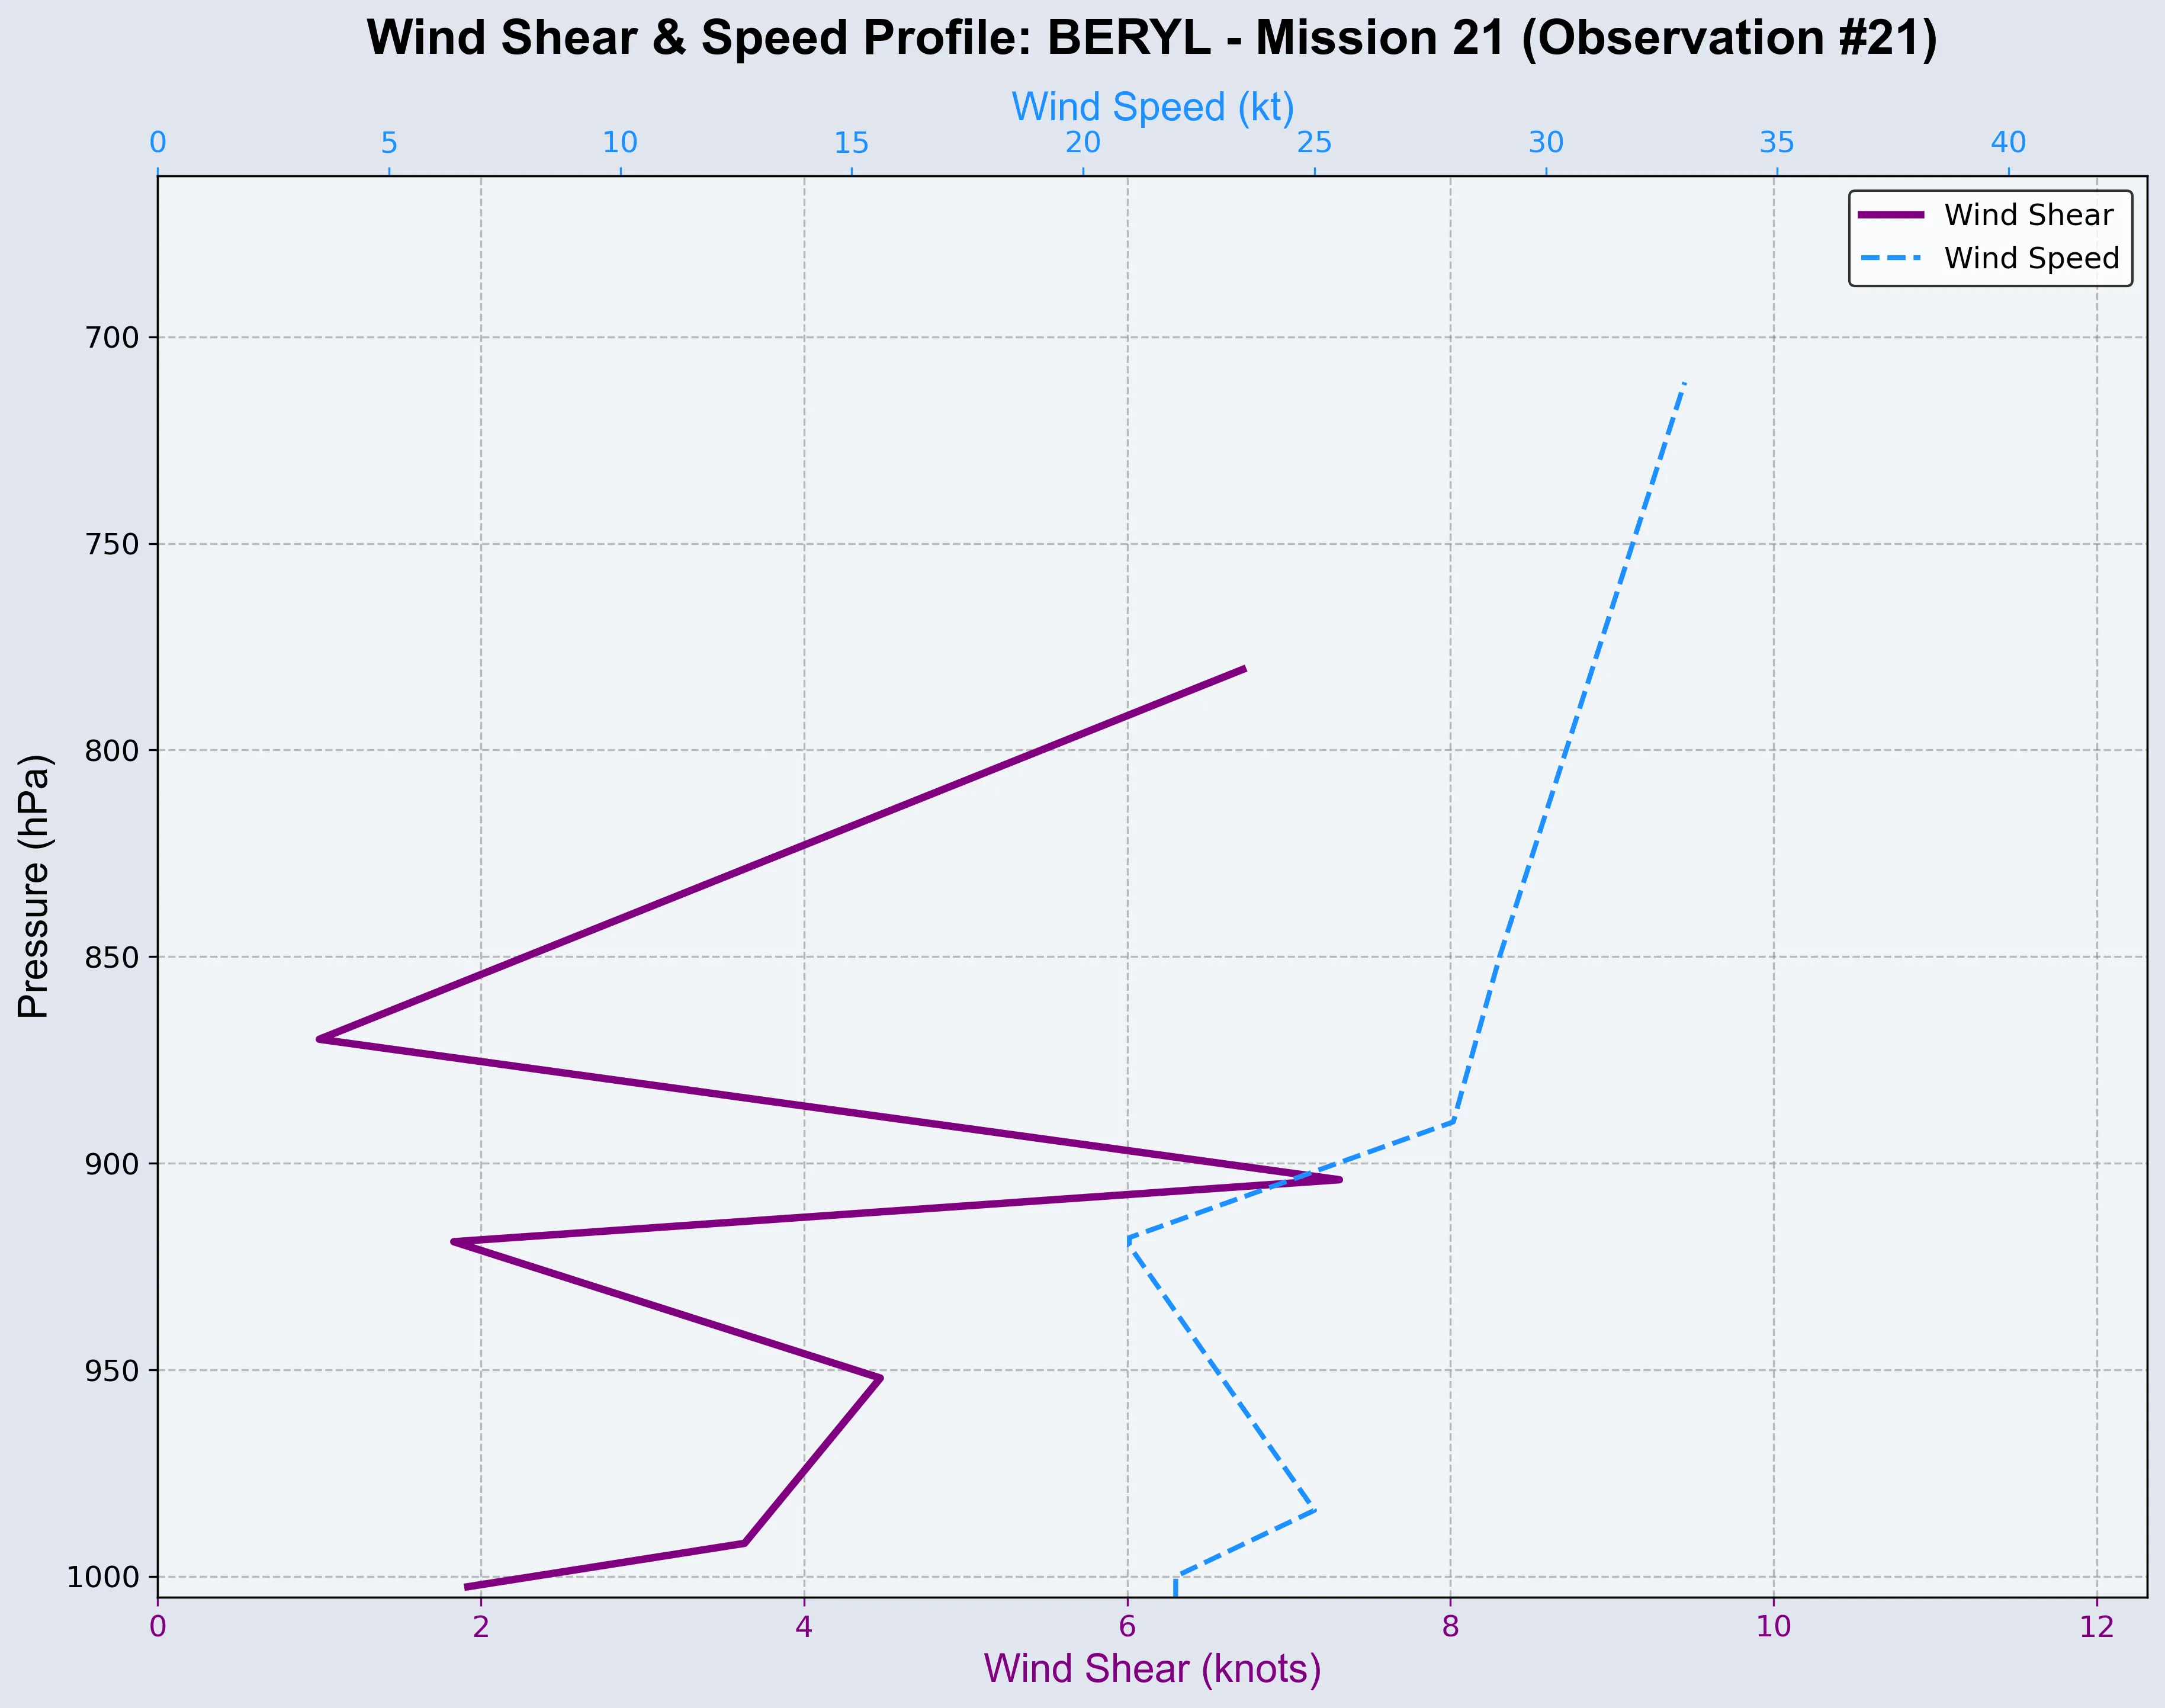 Wind Shear & Speed Profile: BERYL - Mission 21 (Observation #21)
Wind Speed (kt)
0 5 10 15 20 25 30 35 40
Wind Shear
Wind Speed
700
750
800
850
900
950
1000
Pressure (hPa)
0 2 4 6 8 10 12
Wind Shear (knots)